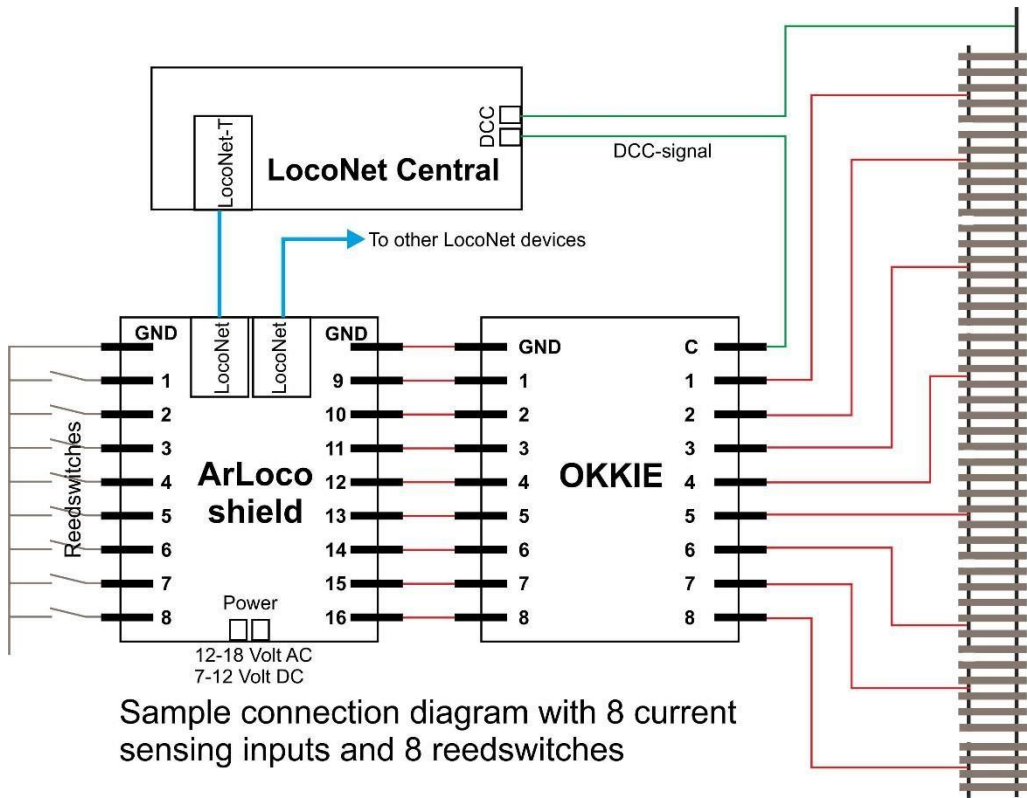 DCC
DCC-signal
LocoNet-T
LocoNet Central
To other LocoNet devices
GND
LocoNet
LocoNet
GND
GND
C
1
9
1
1
2
10
2
2
3
11
3
3
Reedswitches
4
ArLoco
shield
12
4
OKKIE
4
5
13
5
5
6
14
6
6
7
15
7
7
8
Power
16
8
8
12-18 Volt AC
7-12 Volt DC
Sample connection diagram with 8 current
sensing inputs and 8 reedswitches